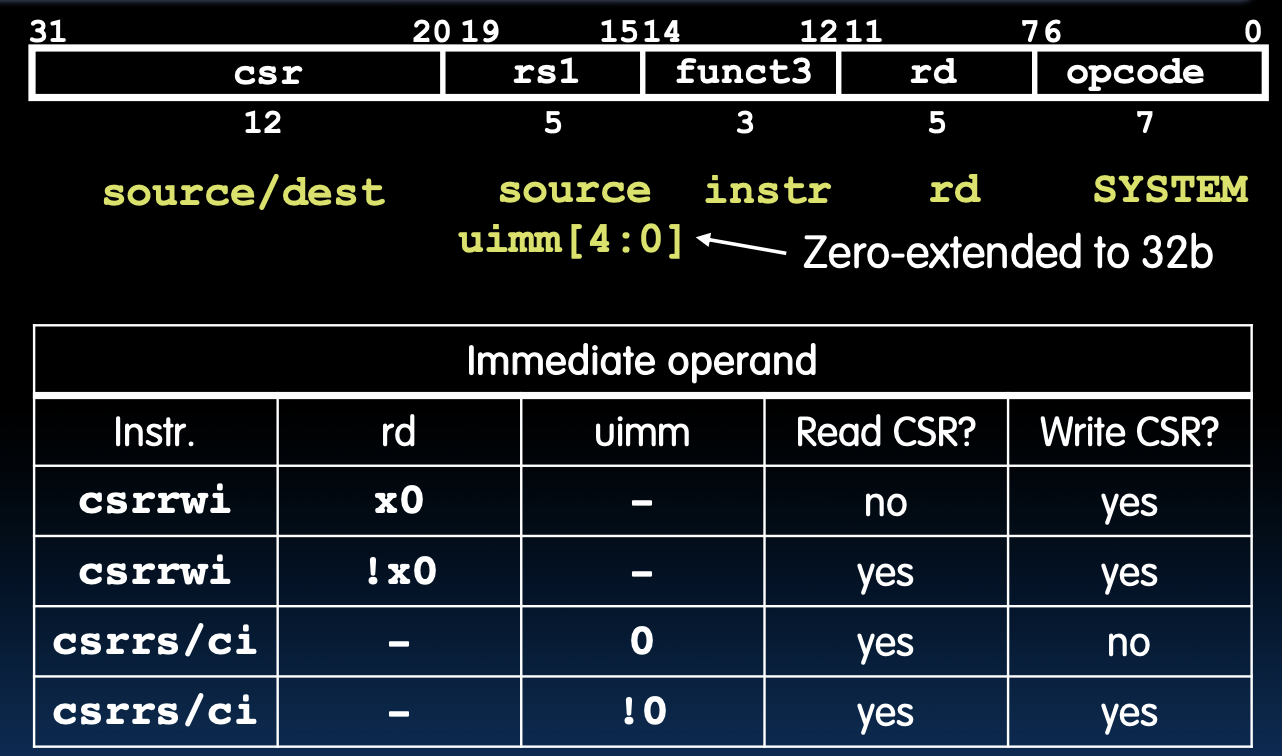 31 20 19 15 14 12 11 7 6 0
csr rs1 funct3 rd opcode
12 5 3 5 7
source/dest source instr rd SYSTEM
uimm[4:0] Zero-extended to 32b
Immediate operand
Instr. rd uimm Read CSR? Write CSR?
csrrwi x0 – no yes
csrrwi !x0 – yes yes
csrrs/ci – 0 yes no
csrrs/ci – !0 yes yes